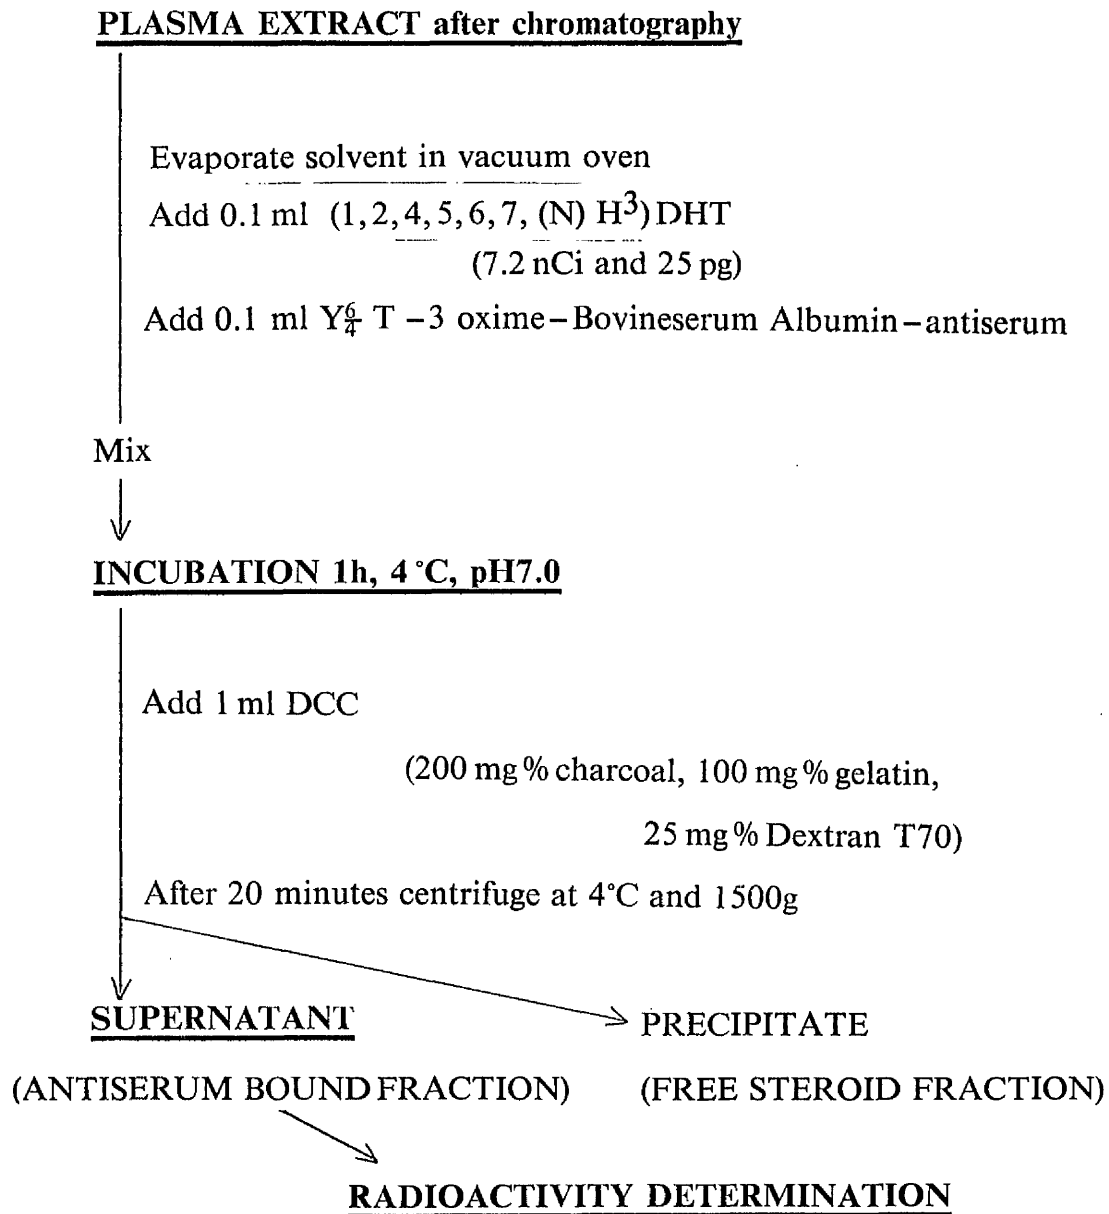 PLASMA EXTRACT after chromatography
Evaporate solvent in vacuum oven
Add 0.1 ml (1,2,4,5,6,7, (N) H³) DHT
(7.2 nCi and 25 pg)
Add 0.1 ml Y6/4 T –3 oxime–Bovineserum Albumin–antiserum
Mix
INCUBATION 1h, 4 °C, pH7.0
Add 1 ml DCC
(200 mg% charcoal, 100 mg% gelatin,
25 mg% Dextran T70)
After 20 minutes centrifuge at 4°C and 1500g
SUPERNATANT
PRECIPITATE
(ANTISERUM BOUND FRACTION)
(FREE STEROID FRACTION)
RADIOACTIVITY DETERMINATION